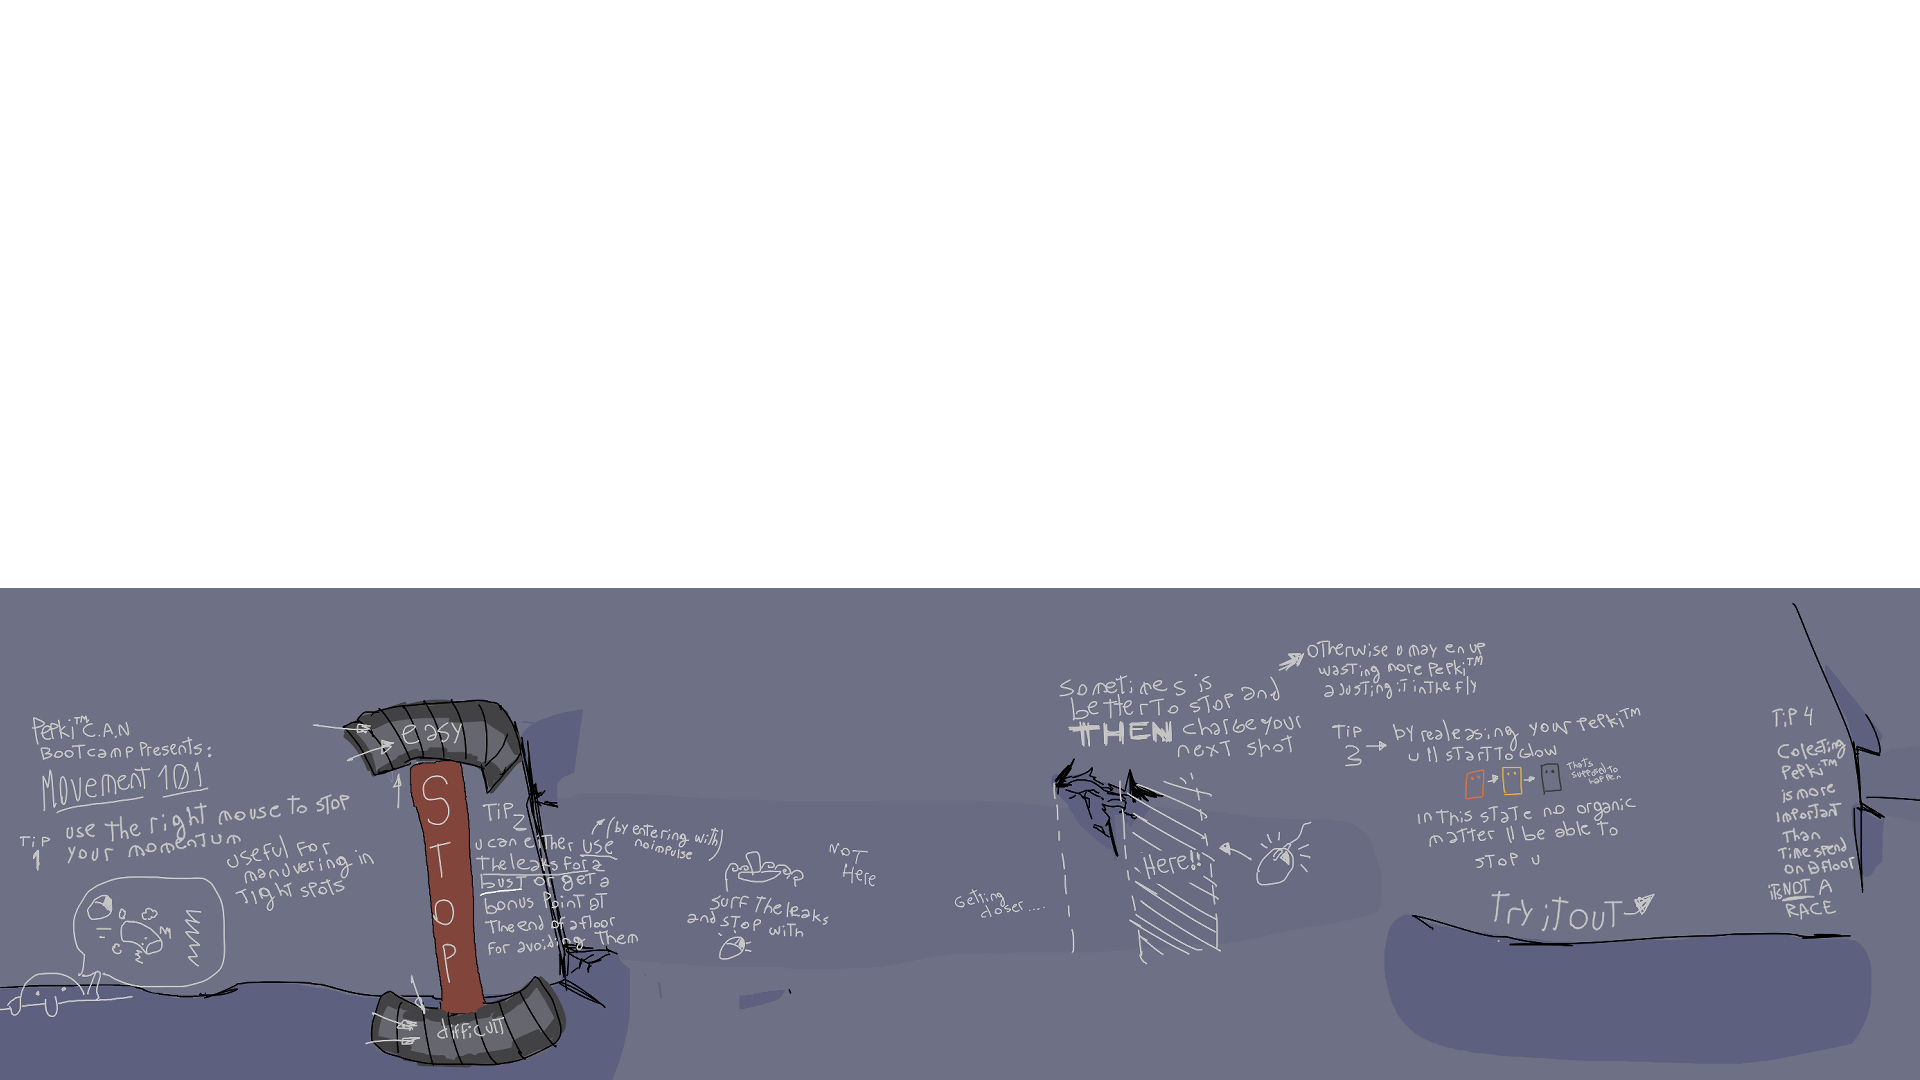 PEPKi™ C.A.N
BOOTcamp Presents:
Movement 101
TiP
1
use the right mouse to stop
your momentum
useful for
manuvering in
tight spots
easy
STOP
difficult
TiP 2
u can either use
the leaks for a
bust or get a
bonus point at
the end of a floor
for avoiding them
(by entering with
no impulse)
surf the leaks
and stop with
NOT
Here
Getting
closer....
Sometimes is
better to stop and
THEN charge your
next shot
Otherwise u may en up
wasting more PePki™
ajusting it in the fly
Here!!
TiP
3
by realeasing your PePki™
u ll start to glow
Thats
supposed to
happen
in this state no organic
matter ll be able to
stop u
Try iT OUT
TiP 4
Colecting
PePki™
is more
important
Than
Time spend
on a floor
its NOT A
RACE